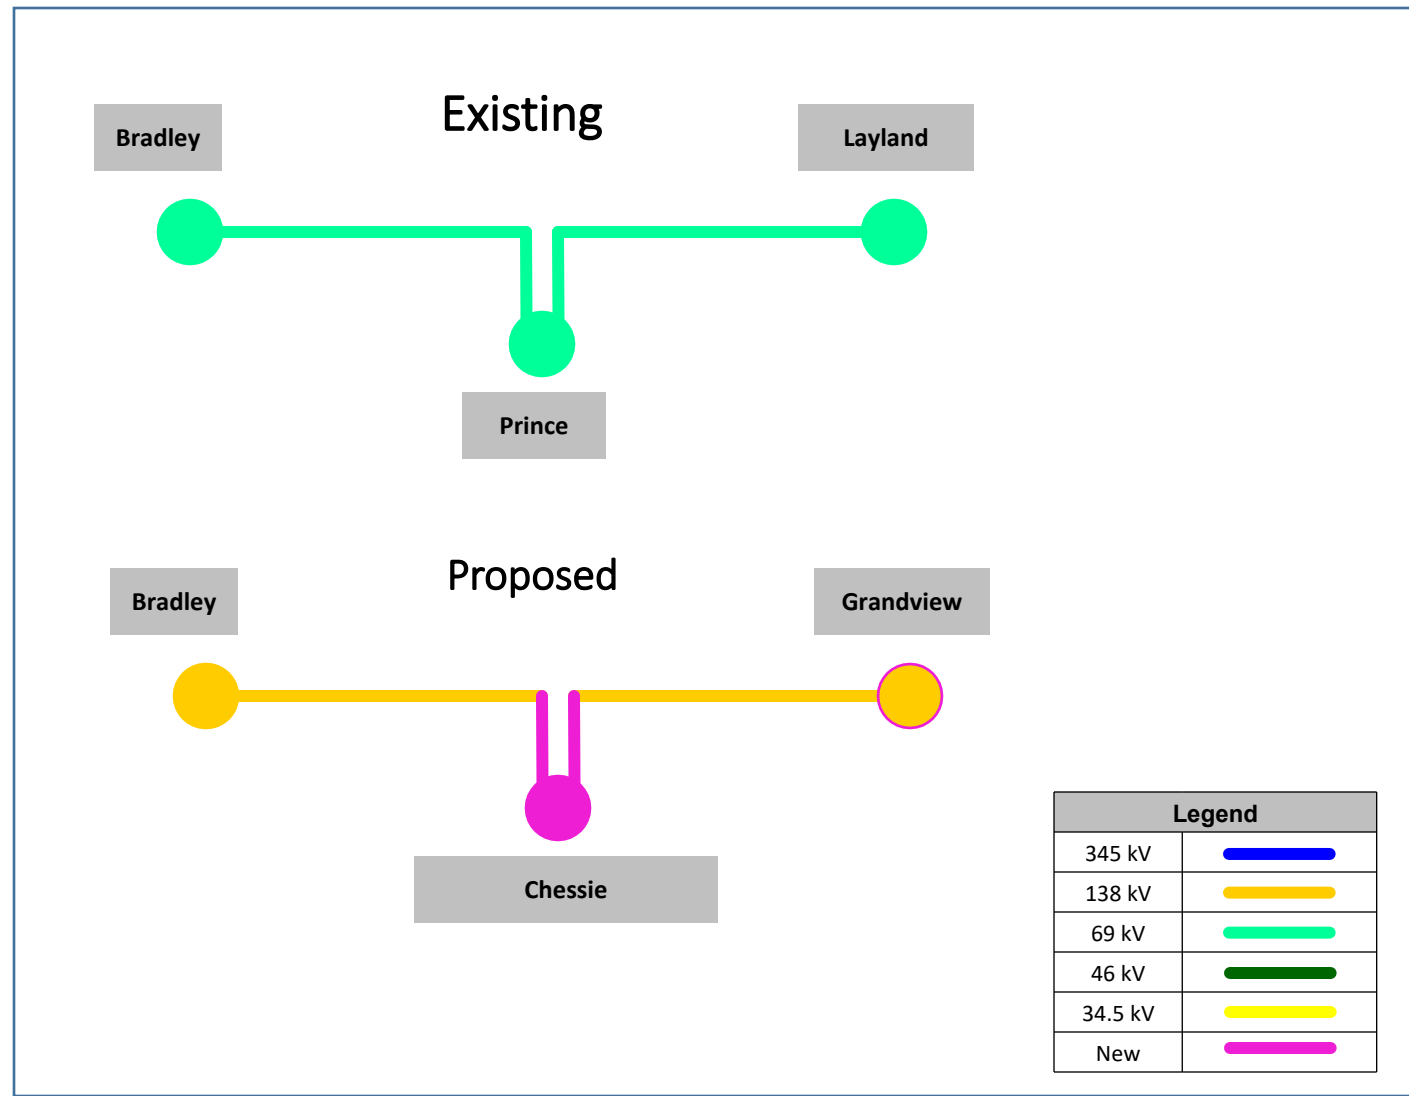 Existing
Bradley
Layland
Prince
Proposed
Bradley
Grandview
Chessie
Legend
345 kV
138 kV
69 kV
46 kV
34.5 kV
New